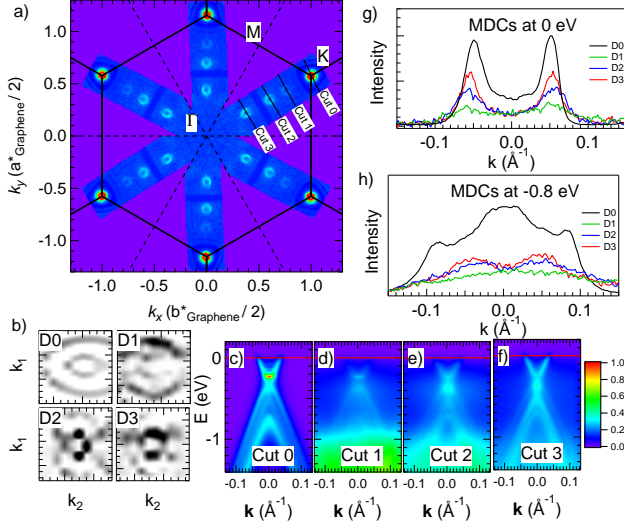 a)
1.0
0.5
0.0
-0.5
-1.0
k_y (a*_Graphene / 2)
M
K
Γ
Cut 0
Cut 1
Cut 2
Cut 3
-1.0 -0.5 0.0 0.5 1.0
k_x (b*_Graphene / 2)
g)
MDCs at 0 eV
D0
D1
D2
D3
Intensity
-0.1 0.0 0.1
k (Å⁻¹)
h)
MDCs at -0.8 eV
D0
D1
D2
D3
Intensity
-0.1 0.0 0.1
k (Å⁻¹)
b)
D0 D1
k₁
D2 D3
k₁
k₂ k₂
c) d) e) f)
0
-1
E (eV)
Cut 0 Cut 1 Cut 2 Cut 3
-0.1 0.0 0.1 -0.1 0.0 0.1 -0.1 0.0 0.1 -0.1 0.0 0.1
k (Å⁻¹) k (Å⁻¹) k (Å⁻¹) k (Å⁻¹)
1.0
0.8
0.6
0.4
0.2
0.0